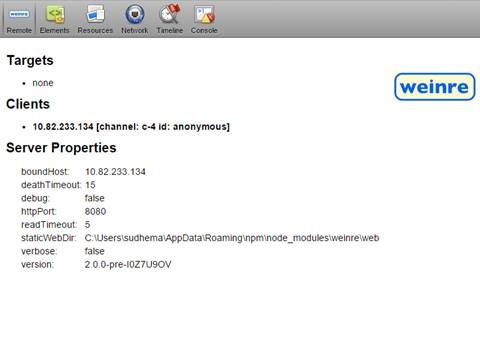 weinre
Remote Elements Resources Network Timeline Console
Targets
none
weinre
Clients
10.82.233.134 [channel: c-4 id: anonymous]
Server Properties
boundHost: 10.82.233.134
deathTimeout: 15
debug: false
httpPort: 8080
readTimeout: 5
staticWebDir: C:\Users\sudhema\AppData\Roaming\npm\node_modules\weinre\web
verbose: false
version: 2.0.0-pre-I0Z7U9OV